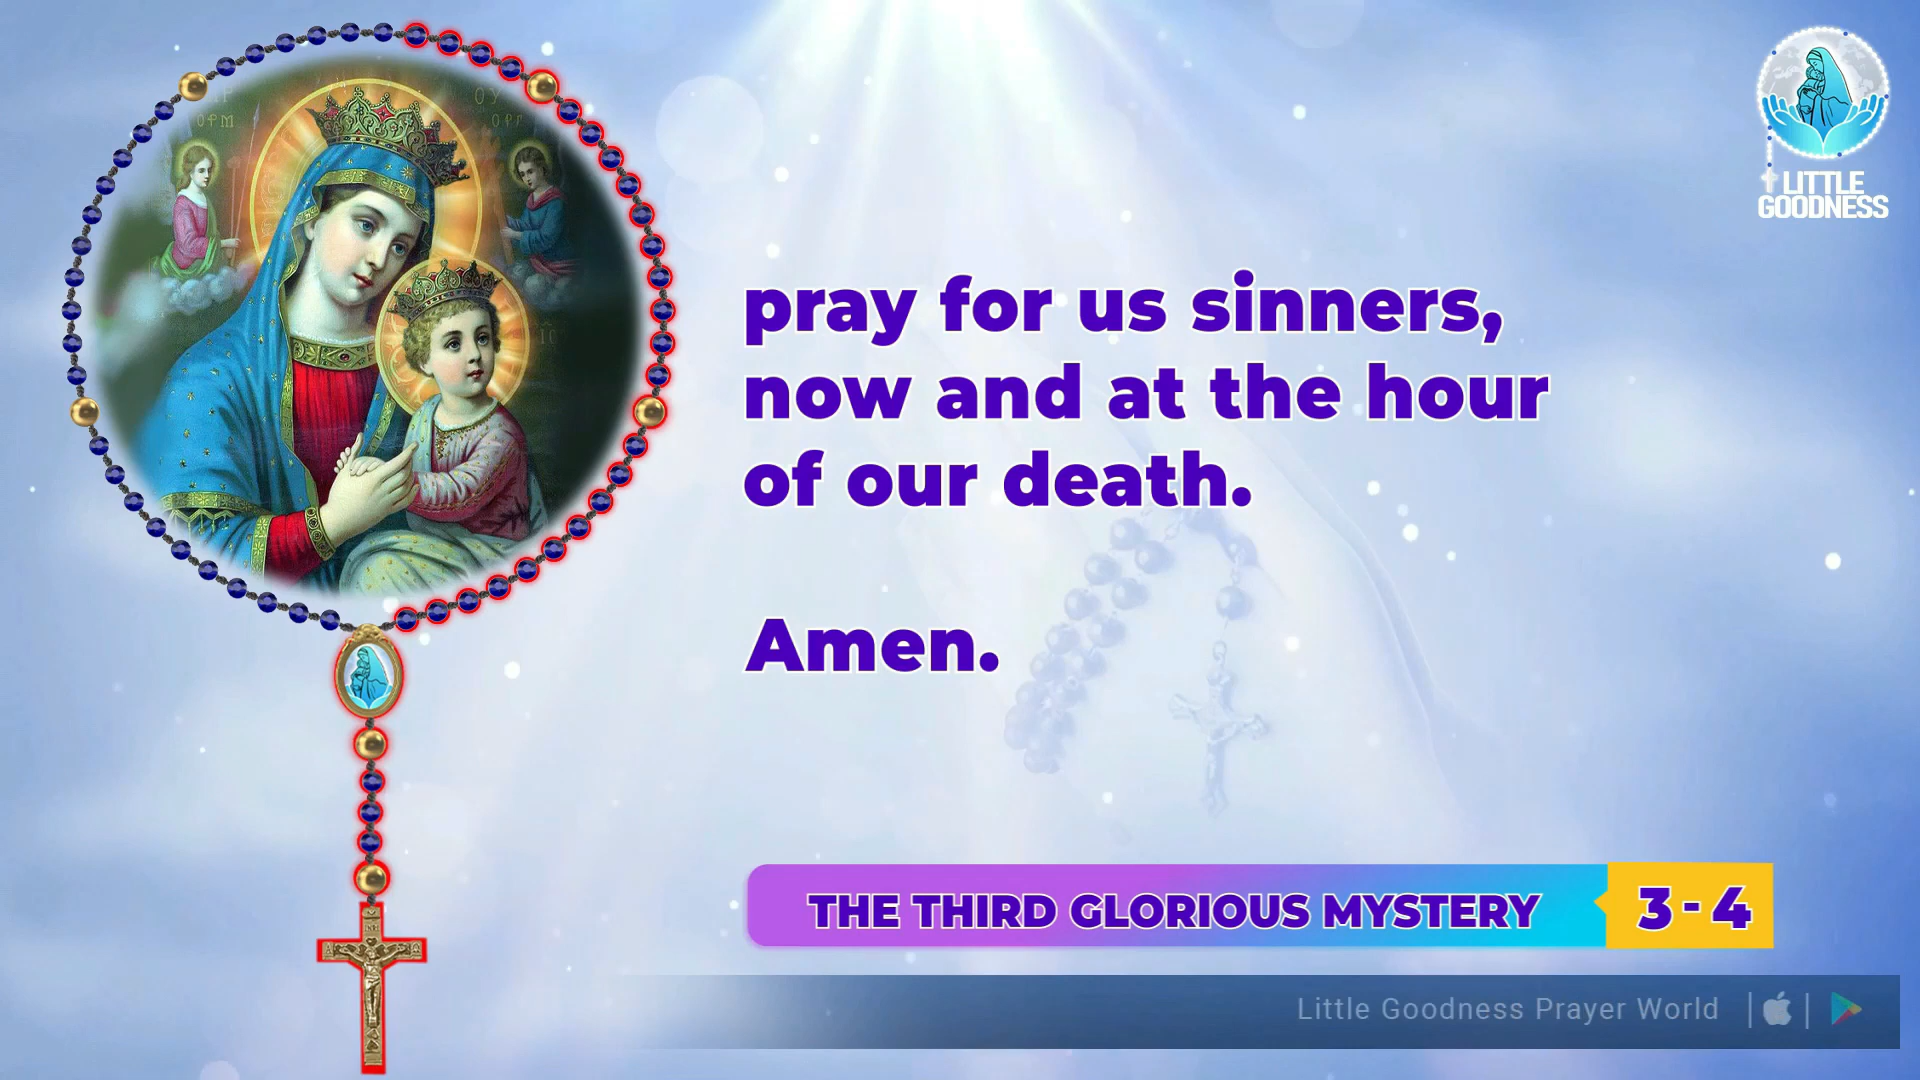 LITTLE
GOODNESS
pray for us sinners,
now and at the hour
of our death.
Amen.
THE THIRD GLORIOUS MYSTERY
3 - 4
Little Goodness Prayer World